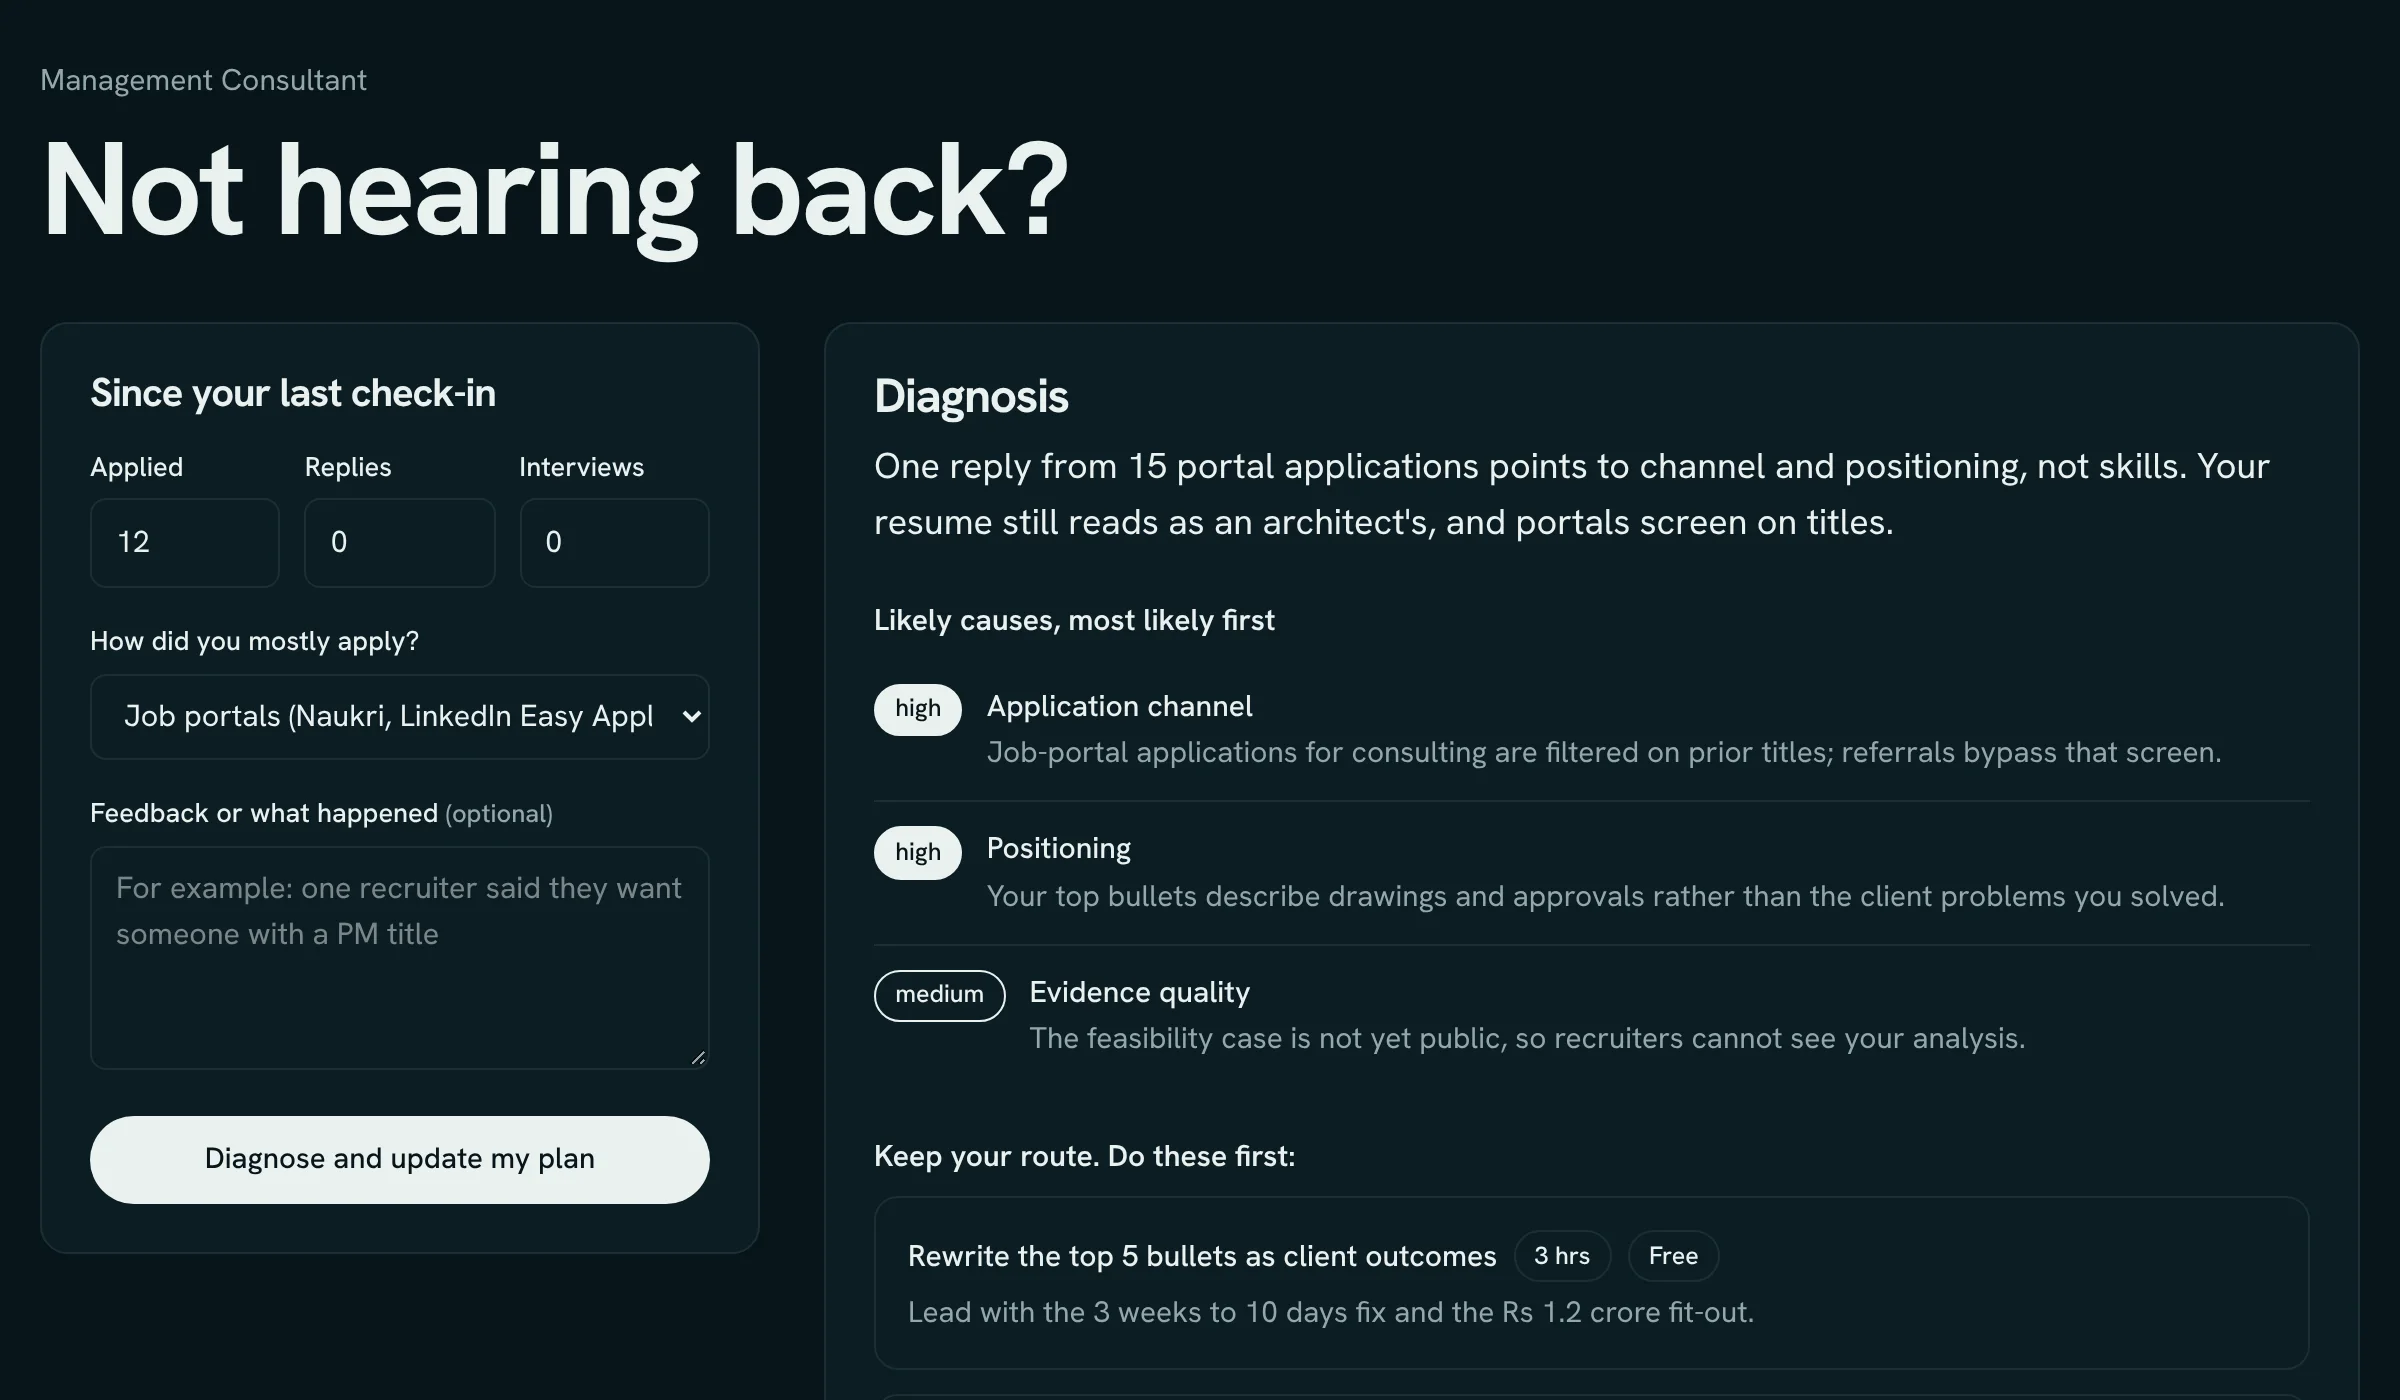 Management Consultant
Not hearing back?
Since your last check-in
Applied
Replies
Interviews
12
0
0
How did you mostly apply?
Job portals (Naukri, LinkedIn Easy Appl
Feedback or what happened (optional)
For example: one recruiter said they want
someone with a PM title
Diagnose and update my plan
Diagnosis
One reply from 15 portal applications points to channel and positioning, not skills. Your
resume still reads as an architect's, and portals screen on titles.
Likely causes, most likely first
high
Application channel
Job-portal applications for consulting are filtered on prior titles; referrals bypass that screen.
high
Positioning
Your top bullets describe drawings and approvals rather than the client problems you solved.
medium
Evidence quality
The feasibility case is not yet public, so recruiters cannot see your analysis.
Keep your route. Do these first:
Rewrite the top 5 bullets as client outcomes
3 hrs
Free
Lead with the 3 weeks to 10 days fix and the Rs 1.2 crore fit-out.